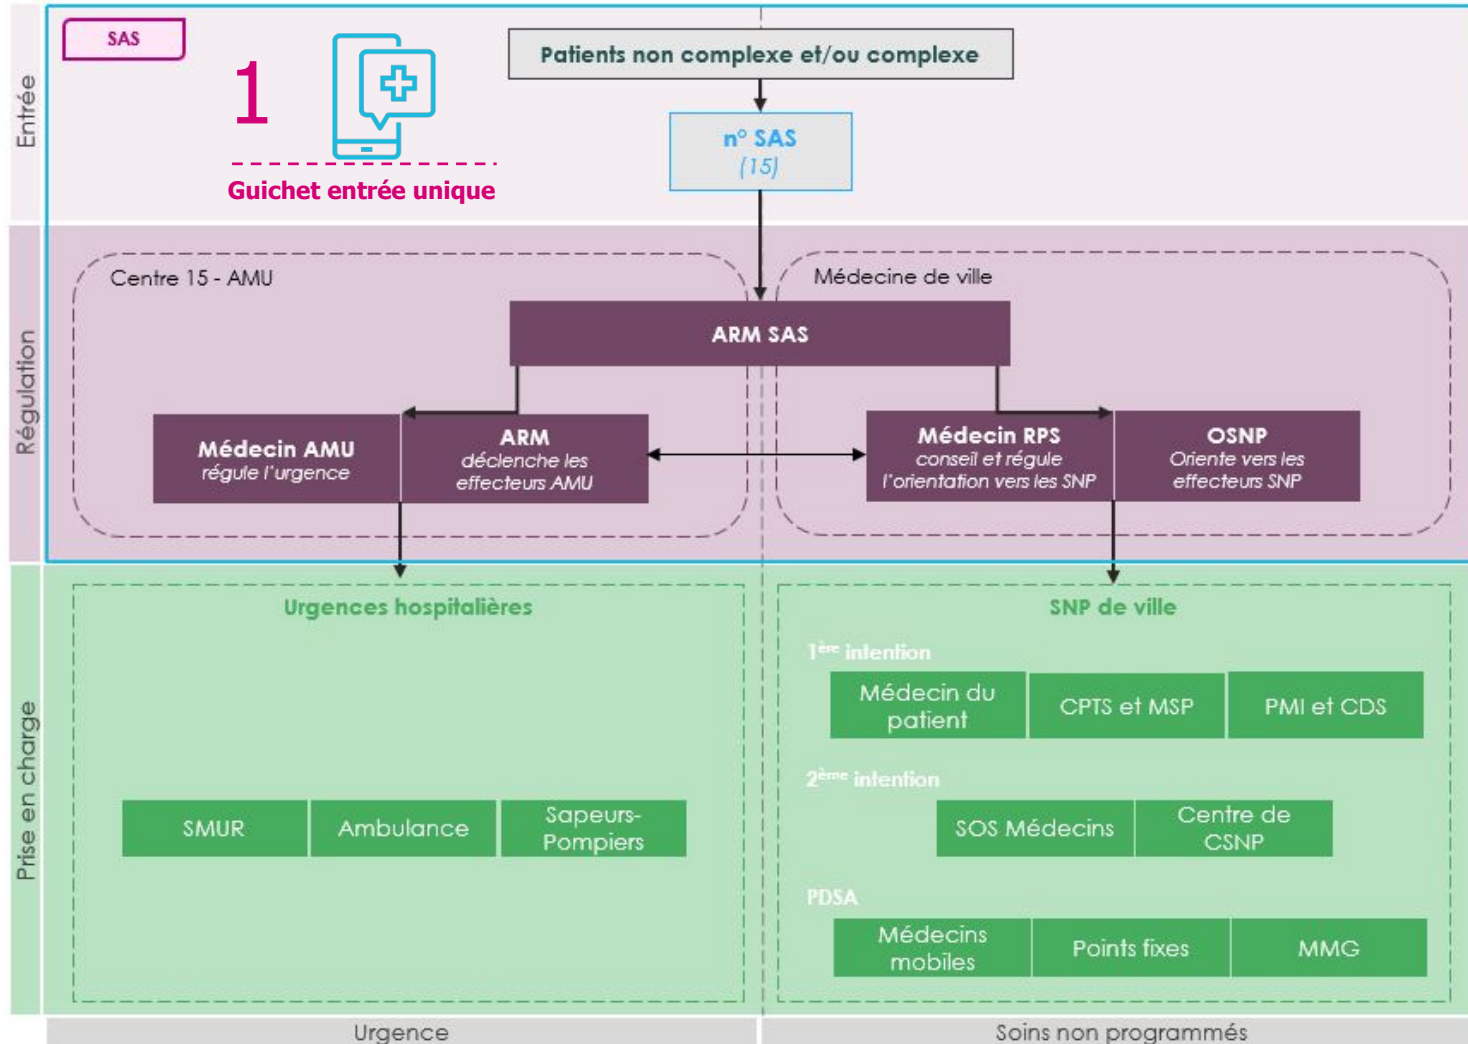 SAS
1
Guichet entrée unique
Patients non complexe et/ou complexe
n° SAS
(15)
Entrée
Régulation
Centre 15 - AMU
Médecine de ville
ARM SAS
Médecin AMU
régule l'urgence
ARM
déclenche les
effecteurs AMU
Médecin RPS
conseil et régule
l'orientation vers les SNP
OSNP
Oriente vers les
effecteurs SNP
Prise en charge
Urgences hospitalières
SMUR
Ambulance
Sapeurs-
Pompiers
SNP de ville
1ère intention
Médecin du
patient
CPTS et MSP
PMI et CDS
2ème intention
SOS Médecins
Centre de
CSNP
PDSA
Médecins
mobiles
Points fixes
MMG
Urgence
Soins non programmés